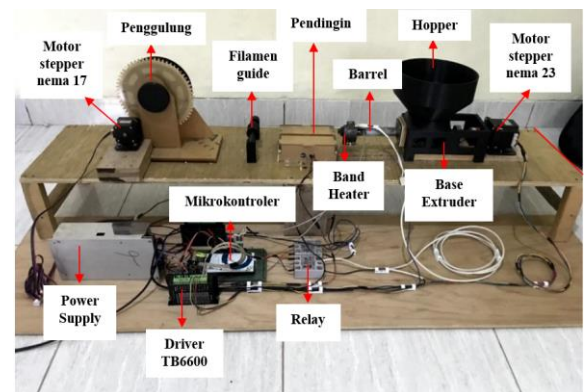 Penggulung
Motor
stepper
nema 17
Filamen
guide
Pendingin
Barrel
Hopper
Motor
stepper
nema 23
Band
Heater
Base
Extruder
Mikrokontroler
Power
Supply
Driver
TB6600
Relay